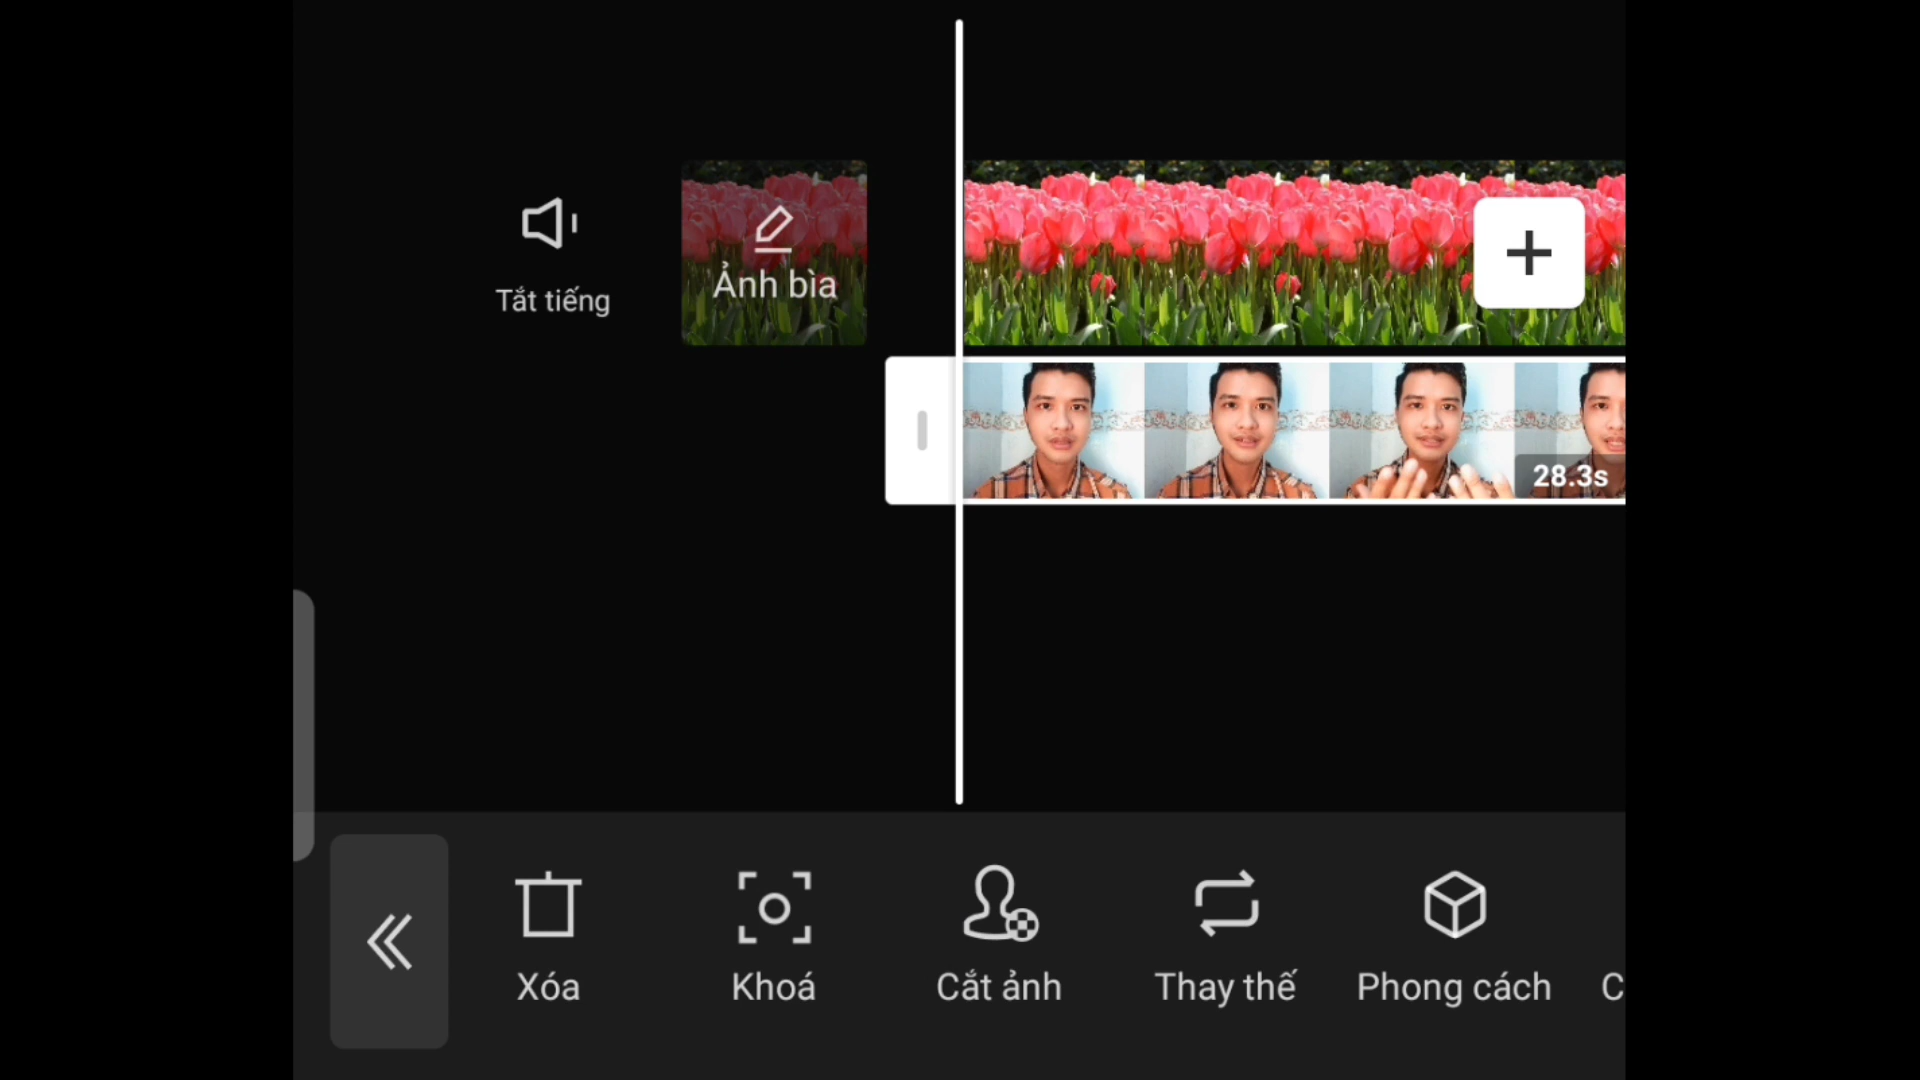 Tắt tiếng
Ảnh bìa
28.3s
Xóa
Khoá
Cắt ảnh
Thay thế
Phong cách
C